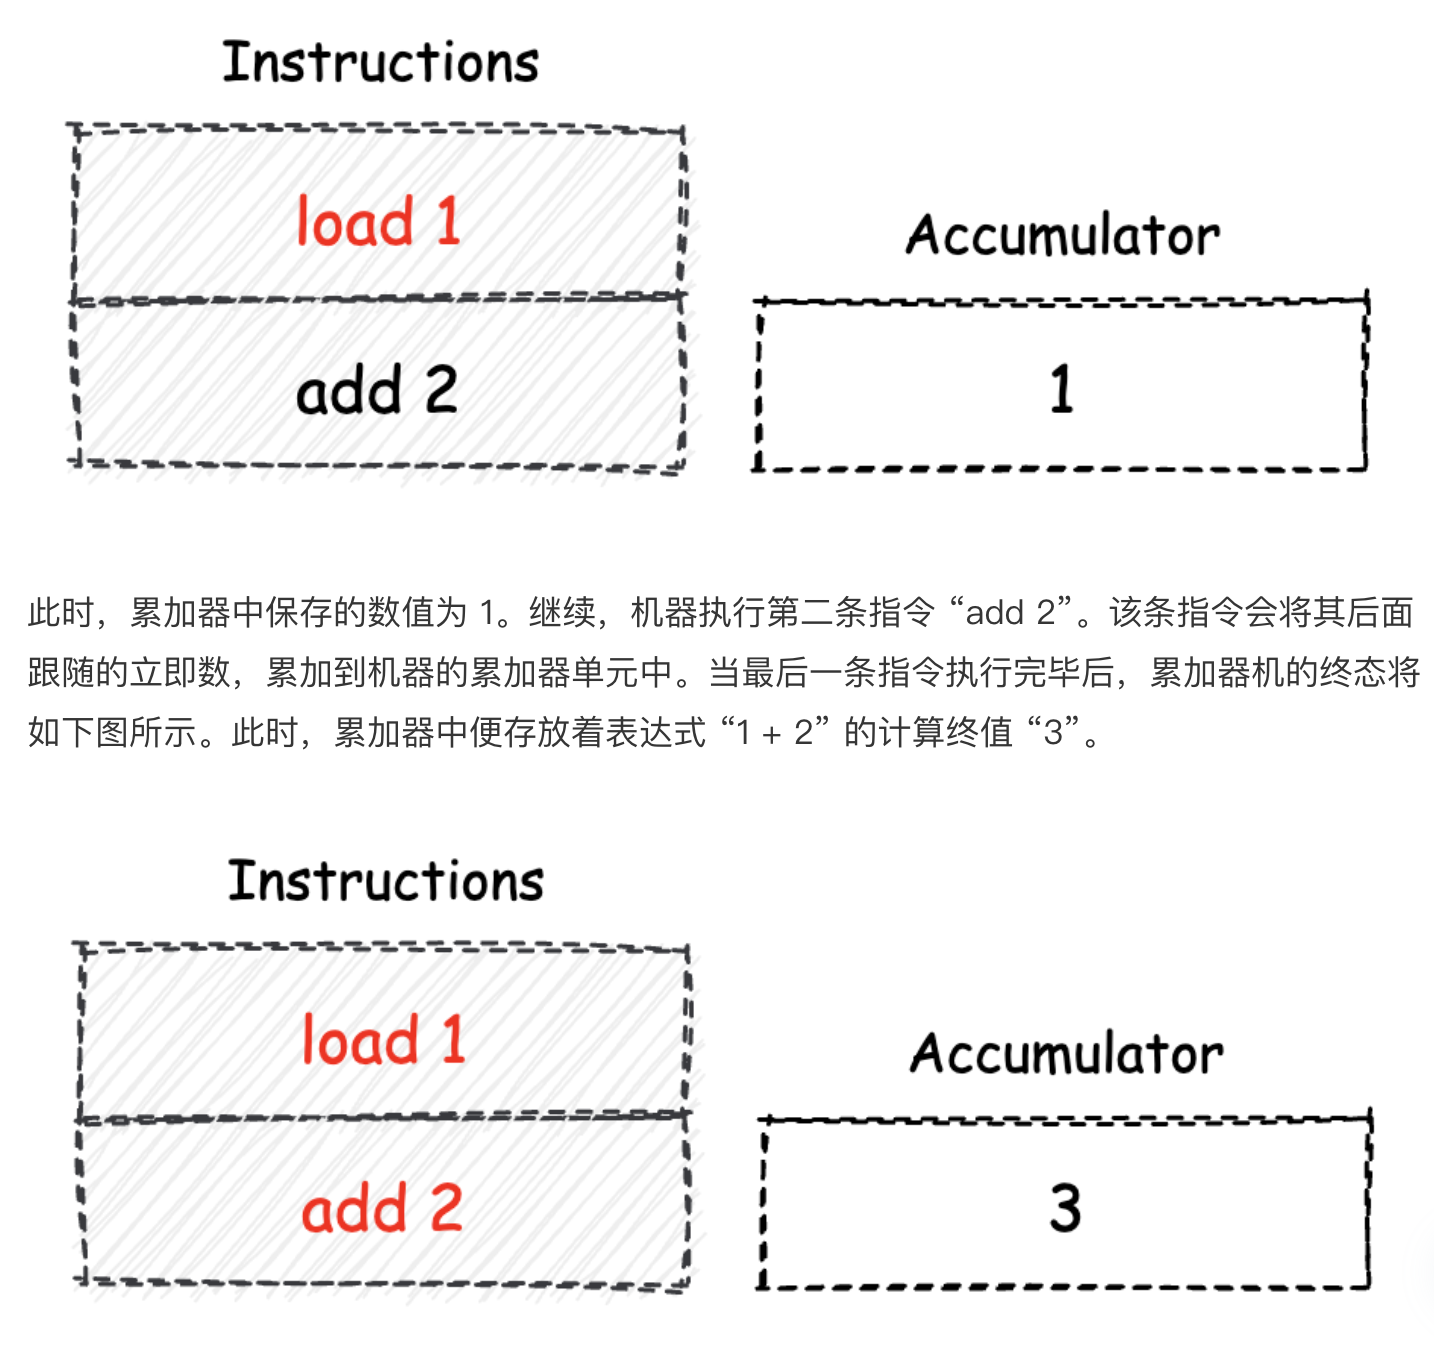 Instructions
load 1
Accumulator
add 2
1
此时，累加器中保存的数值为 1。继续，机器执行第二条指令 “add 2”。该条指令会将其后面
跟随的立即数，累加到机器的累加器单元中。当最后一条指令执行完毕后，累加器机的终态将
如下图所示。此时，累加器中便存放着表达式 “1 + 2” 的计算终值 “3”。
Instructions
load 1
Accumulator
add 2
3